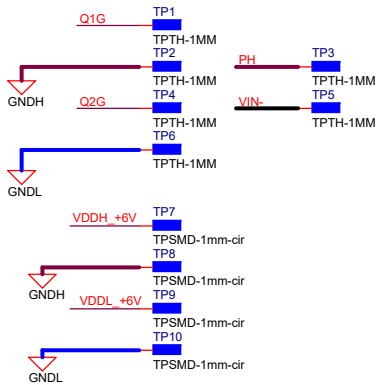 TP1
Q1G
TPTH-1MM
TP2
TP3
PH
TPTH-1MM
TPTH-1MM
GNDH
TP4
TP5
Q2G
VIN-
TPTH-1MM
TPTH-1MM
TP6
TPTH-1MM
GNDL
TP7
VDDH_+6V
TPSMD-1mm-cir
TP8
TPSMD-1mm-cir
GNDH
TP9
VDDL_+6V
TPSMD-1mm-cir
TP10
TPSMD-1mm-cir
GNDL